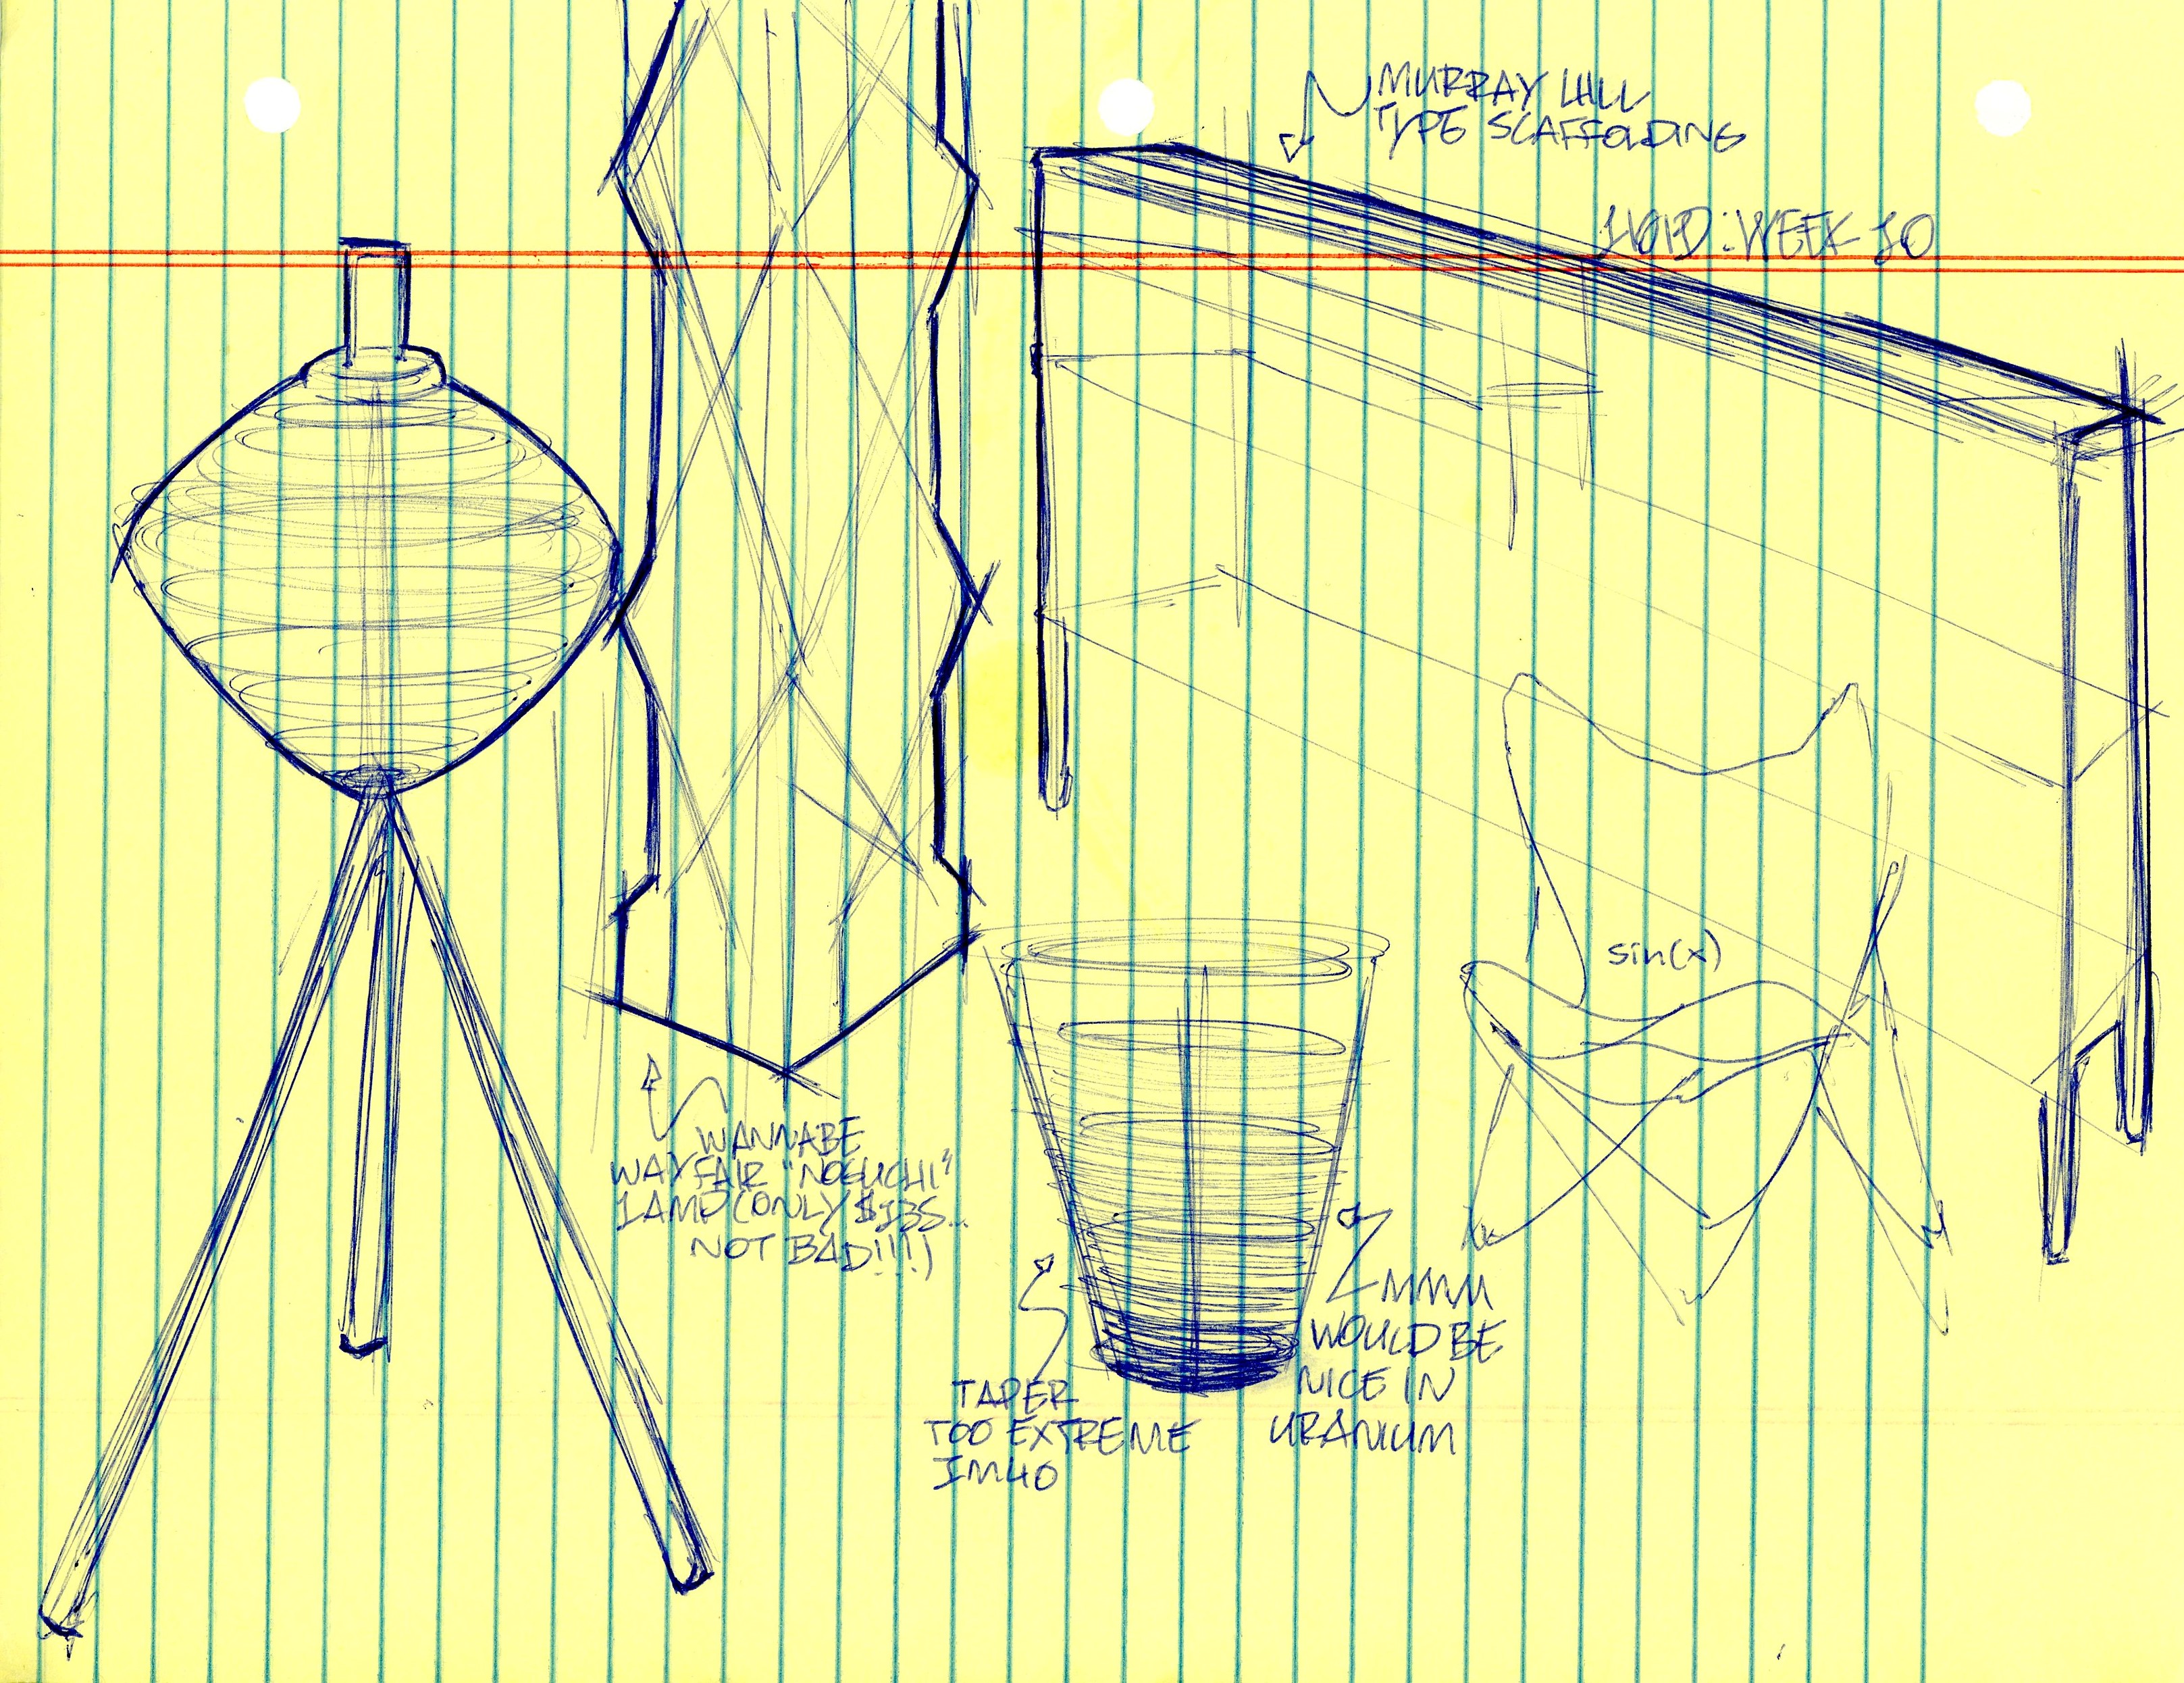 MURRAY HILL
TYPE SCAFFOLDING
WEEK 10
sin(x)
WANNABE
WAYFAIR "NOGUCHI"
LAMP (ONLY $135...
NOT BAD!!!!)
MMM
WOULD BE
NICE IN
URANIUM
TAPER
TOO EXTREME
IMHO